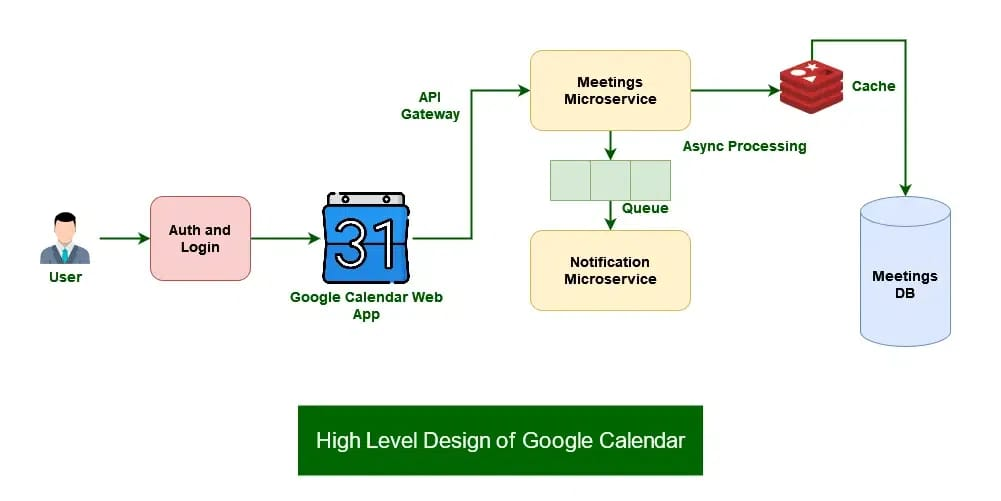 User
Auth and
Login
31
Google Calendar Web
App
API
Gateway
Meetings
Microservice
Async Processing
Queue
Notification
Microservice
Cache
Meetings
DB
High Level Design of Google Calendar